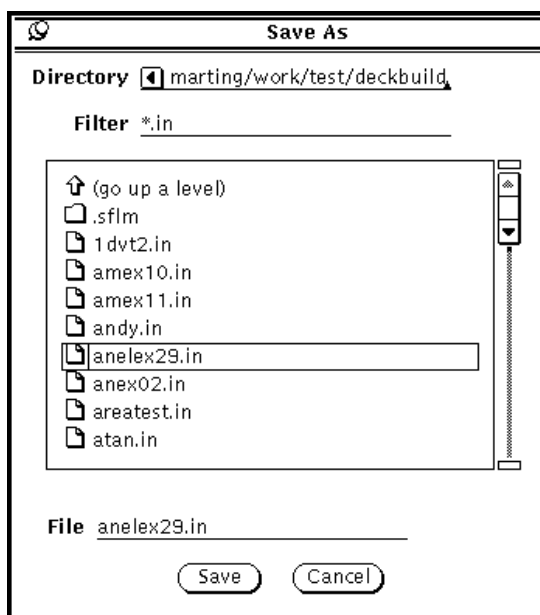 Save As
Directory marting/work/test/deckbuild
Filter *.in
(go up a level)
.sflm
1dvt2.in
amex10.in
amex11.in
andy.in
anelex29.in
anex02.in
areatest.in
atan.in
File anelex29.in
Save Cancel